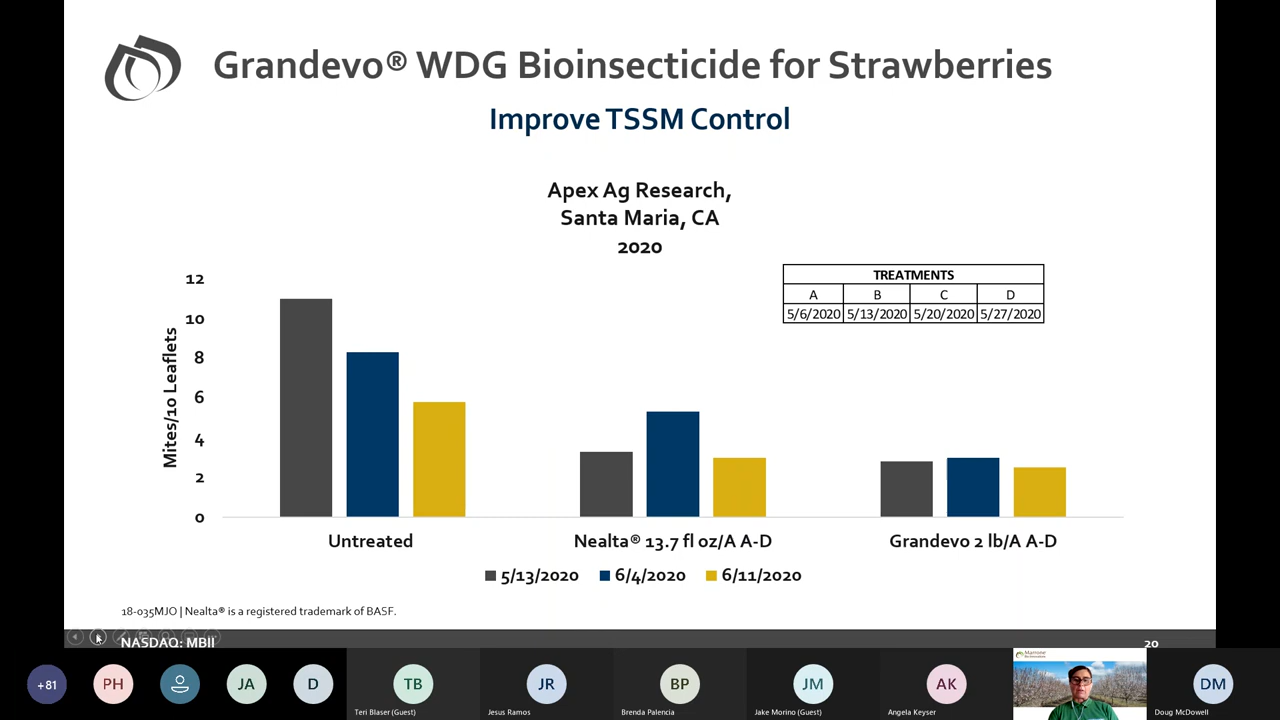 Grandevo® WDG Bioinsecticide for Strawberries
Improve TSSM Control
Apex Ag Research,
Santa Maria, CA
2020
TREATMENTS
A B C D
5/6/2020 5/13/2020 5/20/2020 5/27/2020
Mites/10 Leaflets
12
10
8
6
4
2
0
Untreated Nealta® 13.7 fl oz/A A-D Grandevo 2 lb/A A-D
5/13/2020 6/4/2020 6/11/2020
18-035MJO | Nealta® is a registered trademark of BASF.
NASDAQ: MBII 20
+81 PH JA D TB JR BP JM AK DM
Teri Blaser (Guest) Jesus Ramos Brenda Palencia Jake Morino (Guest) Angela Keyser Doug McDowell